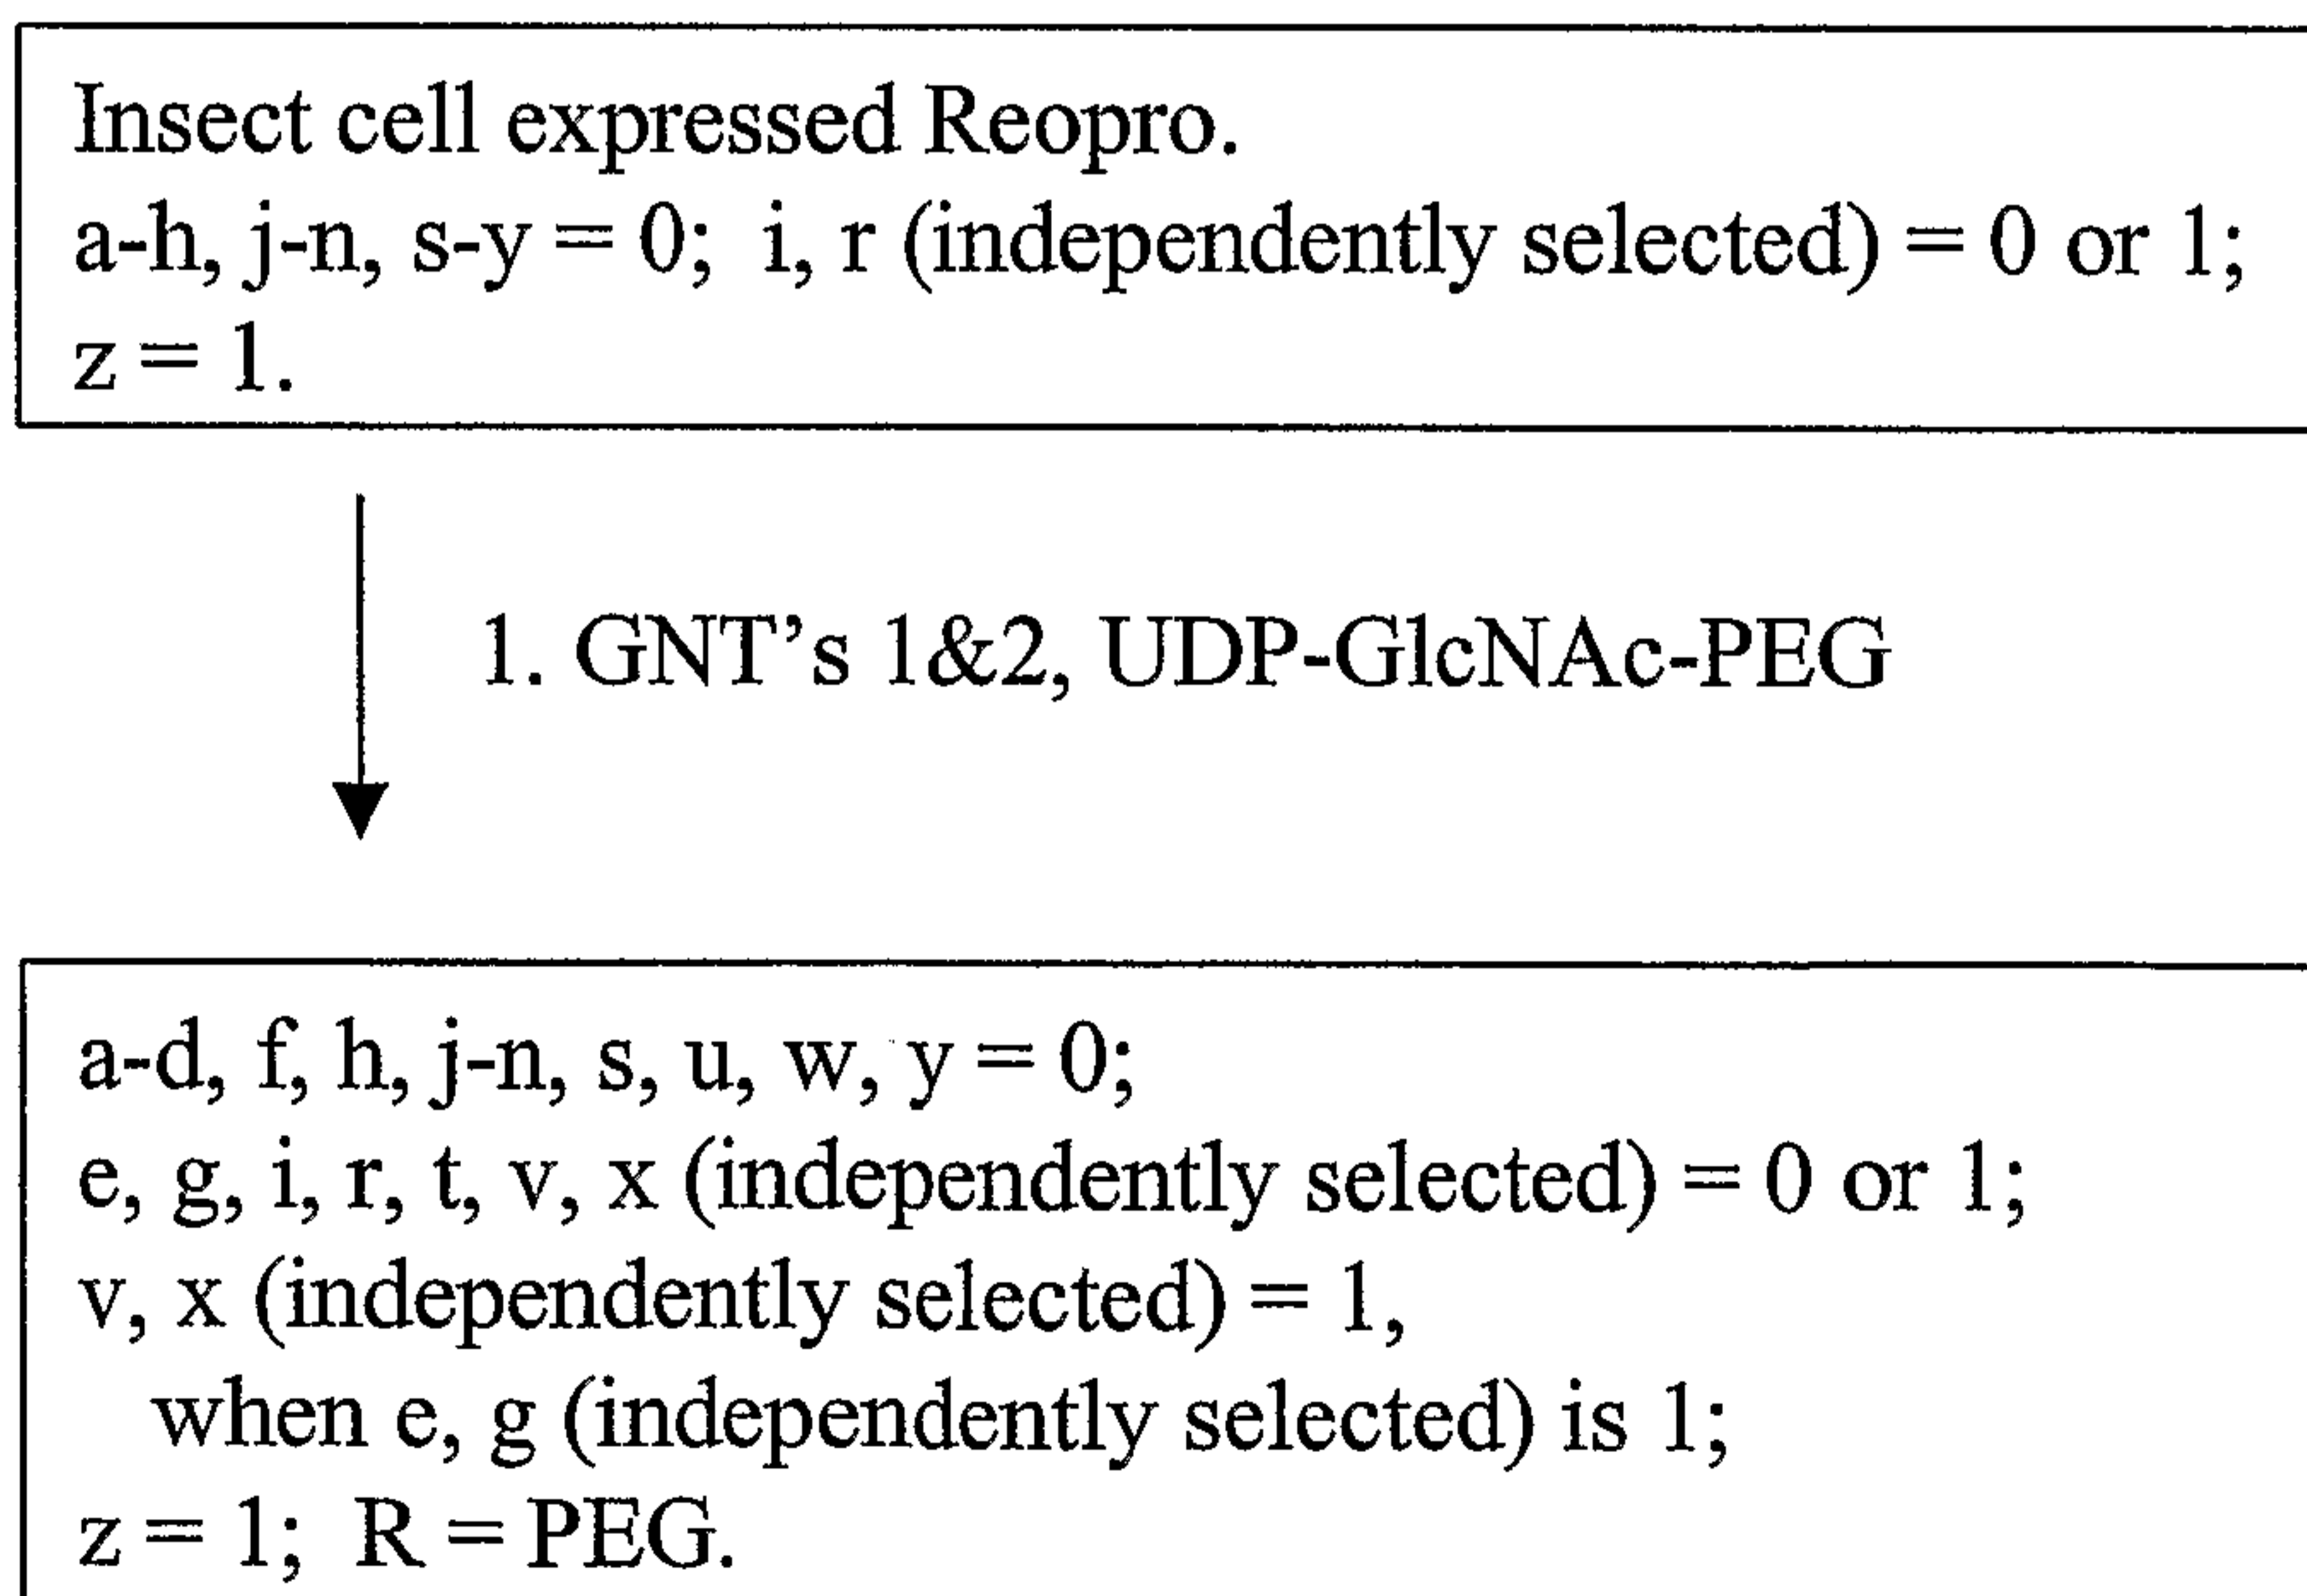 Insect cell expressed Reopro.
a-h, j-n, s-y = 0; i, r (independently selected) = 0 or 1;
z = 1.
1. GNT’s 1&2, UDP-GlcNAc-PEG
a-d, f, h, j-n, s, u, w, y = 0;
e, g, i, r, t, v, x (independently selected) = 0 or 1;
v, x (independently selected) = 1,
when e, g (independently selected) is 1;
z = 1; R = PEG.